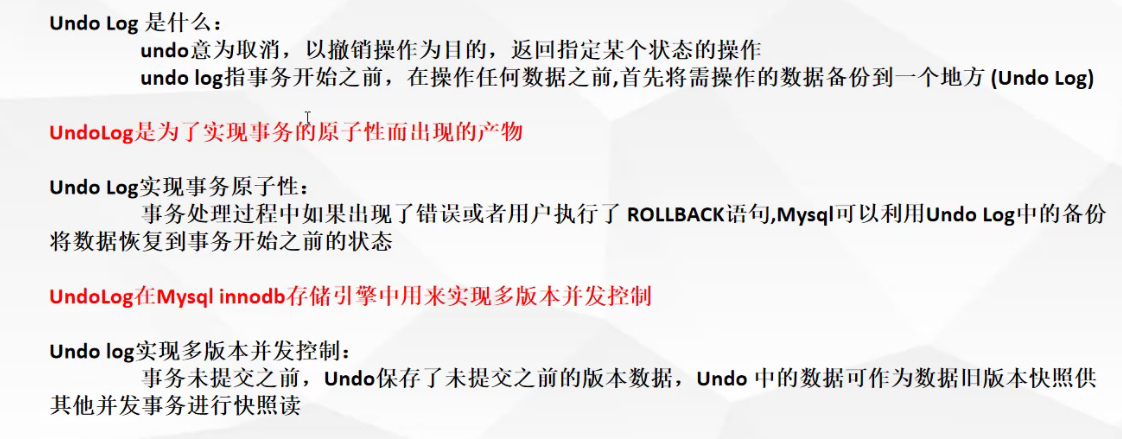 Undo Log 是什么：
undo意为取消，以撤销操作为目的，返回指定某个状态的操作
undo log指事务开始之前，在操作任何数据之前,首先将需操作的数据备份到一个地方 (Undo Log)
UndoLog是为了实现事务的原子性而出现的产物
Undo Log实现事务原子性：
事务处理过程中如果出现了错误或者用户执行了 ROLLBACK语句,Mysql可以利用Undo Log中的备份
将数据恢复到事务开始之前的状态
UndoLog在Mysql innodb存储引擎中用来实现多版本并发控制
Undo log实现多版本并发控制：
事务未提交之前，Undo保存了未提交之前的版本数据，Undo 中的数据可作为数据旧版本快照供
其他并发事务进行快照读